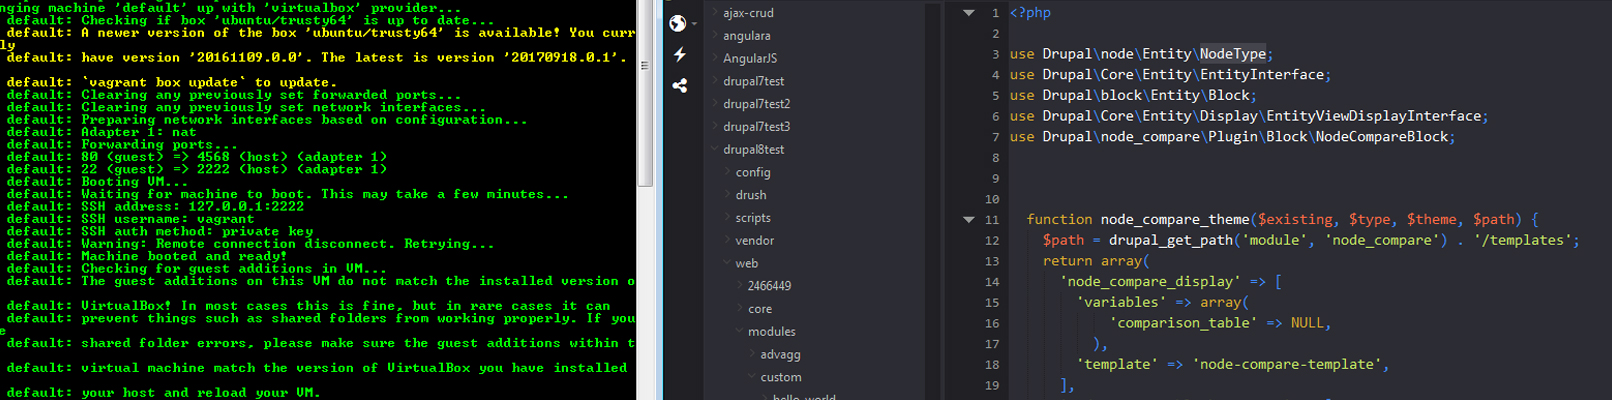 nging machine 'default' up with 'virtualbox' provider...
default: Checking if box 'ubuntu/trusty64' is up to date...
default: A newer version of the box 'ubuntu/trusty64' is available! You curr
ly
default: have version '20161109.0.0'. The latest is version '20170918.0.1'.
default: `vagrant box update` to update.
default: Clearing any previously set forwarded ports...
default: Clearing any previously set network interfaces...
default: Preparing network interfaces based on configuration...
default: Adapter 1: nat
default: Forwarding ports...
default: 80 (guest) => 4568 (host) (adapter 1)
default: 22 (guest) => 2222 (host) (adapter 1)
default: Booting VM...
default: Waiting for machine to boot. This may take a few minutes...
default: SSH address: 127.0.0.1:2222
default: SSH username: vagrant
default: SSH auth method: private key
default: Warning: Remote connection disconnect. Retrying...
default: Machine booted and ready!
default: Checking for guest additions in VM...
default: The guest additions on this VM do not match the installed version o
default: VirtualBox! In most cases this is fine, but in rare cases it can
default: prevent things such as shared folders from working properly. If you
e
default: shared folder errors, please make sure the guest additions within t
default: virtual machine match the version of VirtualBox you have installed
default: your host and reload your VM.
ajax-crud
angulara
AngularJS
drupal7test
drupal7test2
drupal7test3
drupal8test
config
drush
scripts
vendor
web
2466449
core
modules
advagg
custom
hello_world
1 <?php
2
3 use Drupal\node\Entity\NodeType;
4 use Drupal\Core\Entity\EntityInterface;
5 use Drupal\block\Entity\Block;
6 use Drupal\Core\Entity\Display\EntityViewDisplayInterface;
7 use Drupal\node_compare\Plugin\Block\NodeCompareBlock;
8
9
10
11 function node_compare_theme($existing, $type, $theme, $path) {
12 $path = drupal_get_path('module', 'node_compare') . '/templates';
13 return array(
14 'node_compare_display' => [
15 'variables' => array(
16 'comparison_table' => NULL,
17 ),
18 'template' => 'node-compare-template',
19 ],